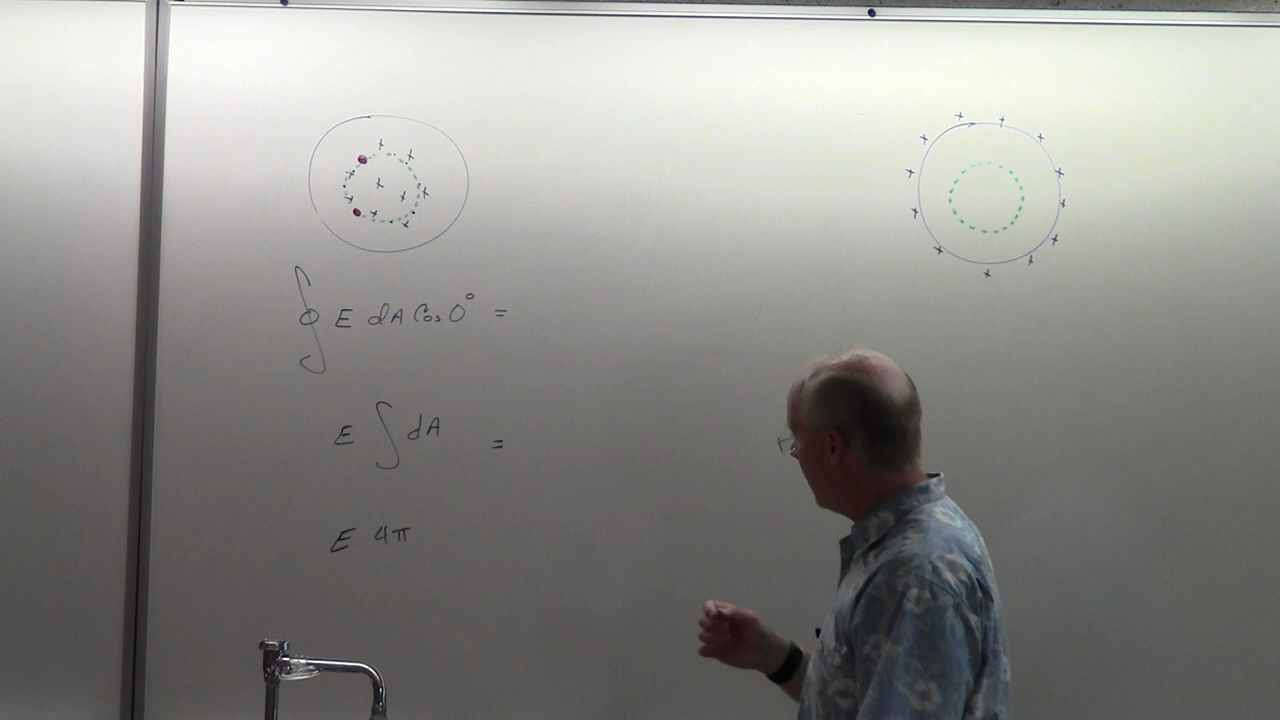 ∮ E dA Cos 0° =
E ∫ dA =
E 4π